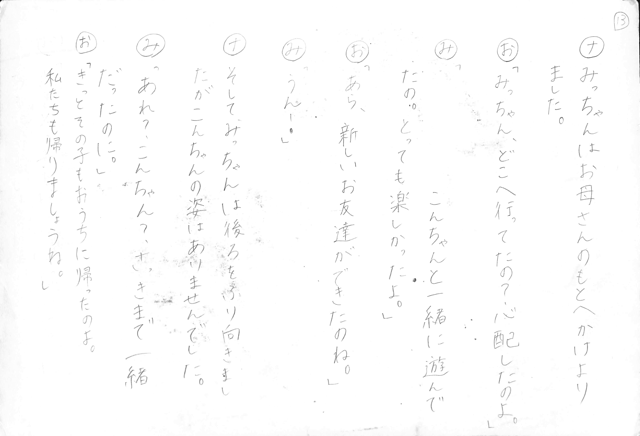 13
ナ みっちゃんはお母さんのもとへかけより
ました。
お「みっちゃん、どこへ行ってたの?心配したのよ。」
み「こんちゃんと一緒に遊んで
たの。とっても楽しかったよ。」
お「あら、新しいお友達ができたのね。」
み「うんー。」
ナ そして、みっちゃんは後ろをふり向きまし
たがこんちゃんの姿はありませんでした。
み「あれ?こんちゃん?、さっきまで一緒
だったのに。」
お「きっとその子もおうちに帰ったのよ。
私たちも帰りましょうね。」